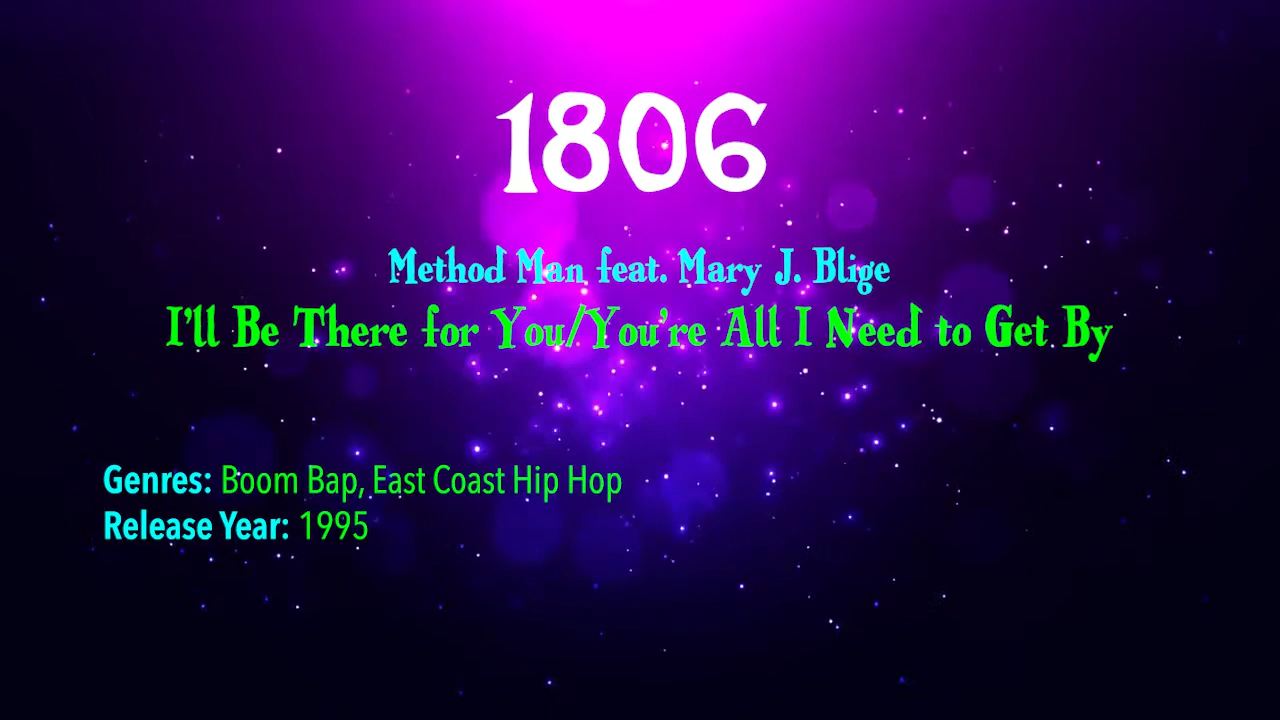 1806
Method Man feat. Mary J. Blige
I'll Be There for You/You're All I Need to Get By
Genres: Boom Bap, East Coast Hip Hop
Release Year: 1995